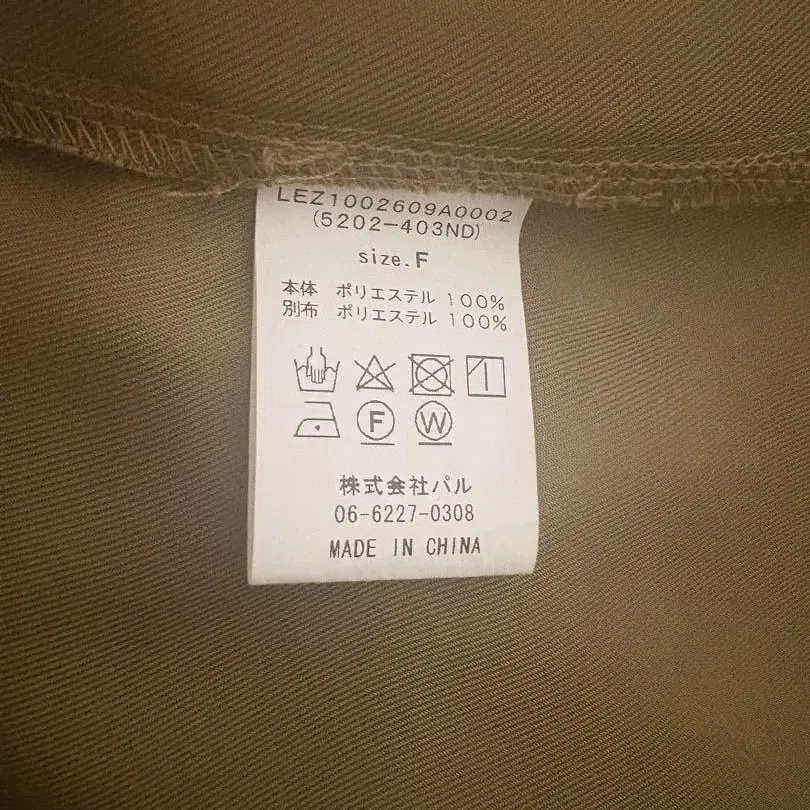 LEZ1002609A0002
(5202-403ND)
size.F
本体 ポリエステル 100%
別布 ポリエステル 100%
F W
株式会社パル
06-6227-0308
MADE IN CHINA